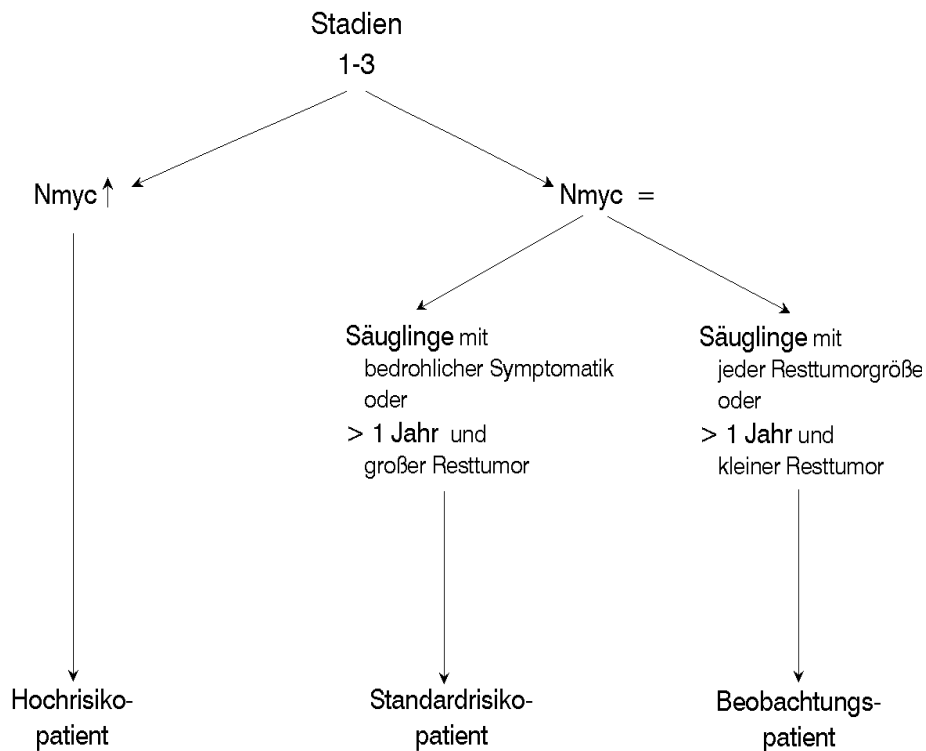 Stadien
1-3
Nmyc ↑
Nmyc =
Säuglinge mit
bedrohlicher Symptomatik
oder
> 1 Jahr und
großer Resttumor
Säuglinge mit
jeder Resttumorgröße
oder
> 1 Jahr und
kleiner Resttumor
Hochrisiko-
patient
Standardrisiko-
patient
Beobachtungs-
patient